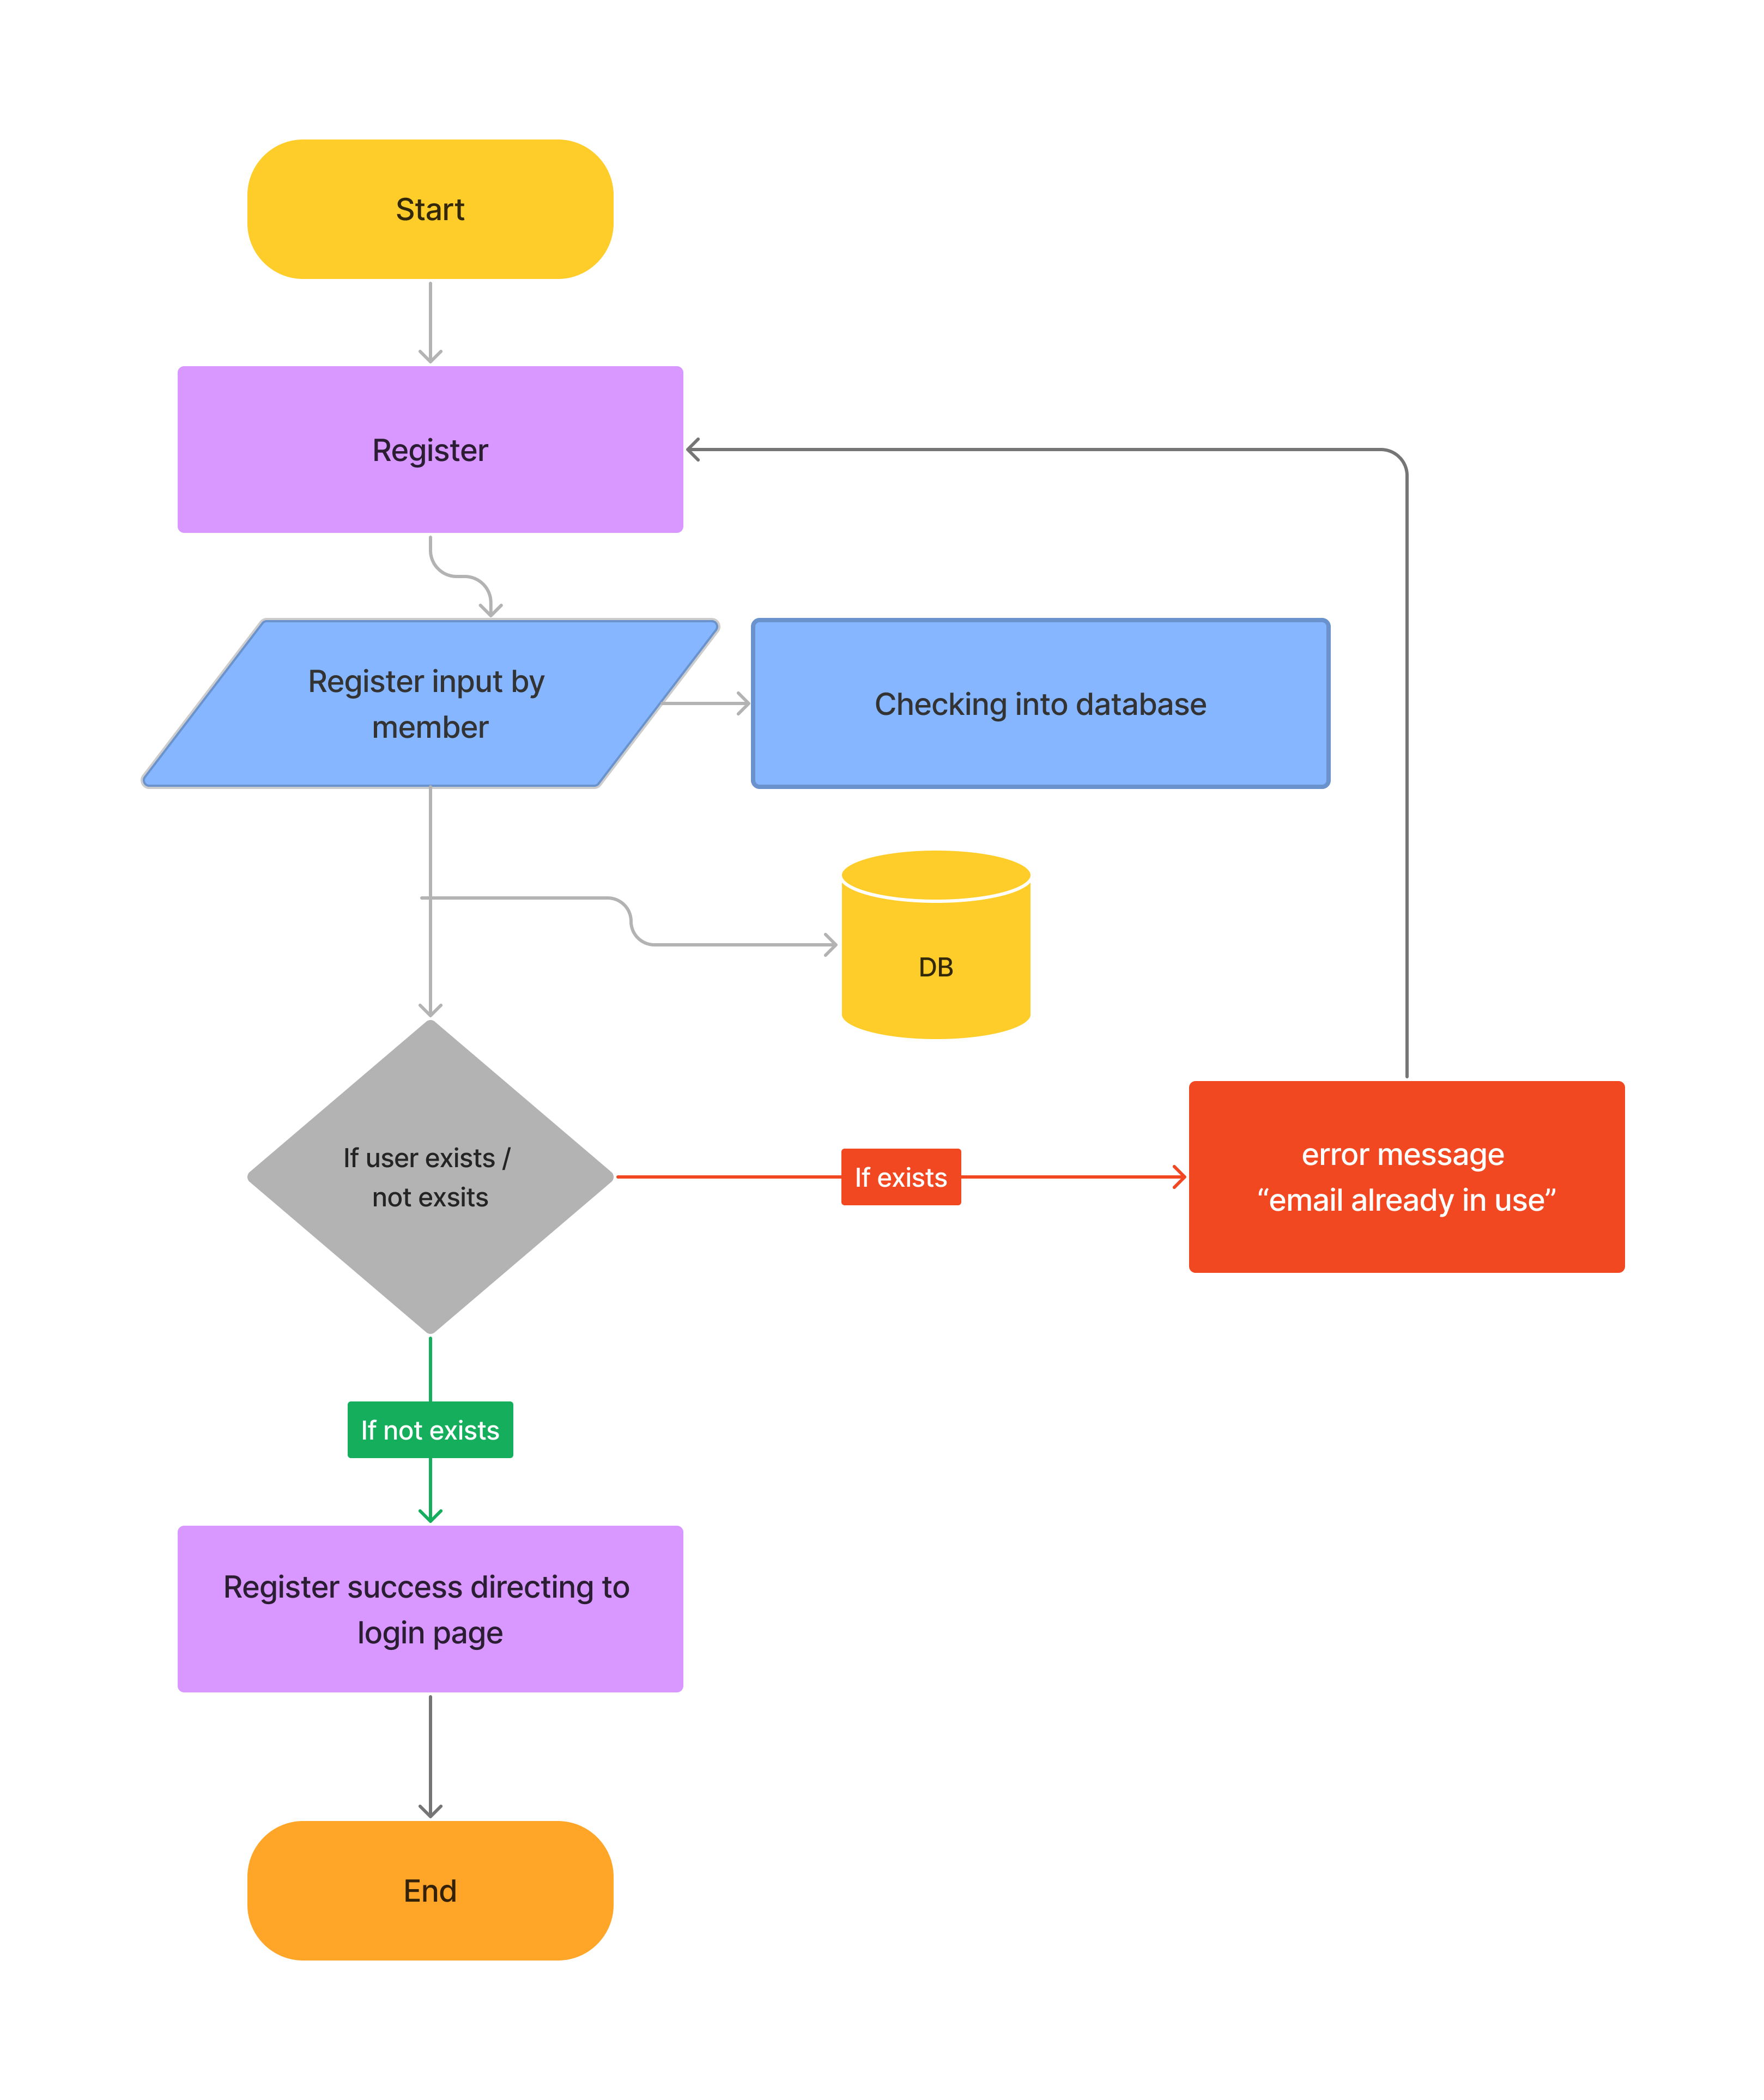 Start
Register
Register input by
member
Checking into database
DB
If user exists /
not exsits
If exists
error message
“email already in use”
If not exists
Register success directing to
login page
End